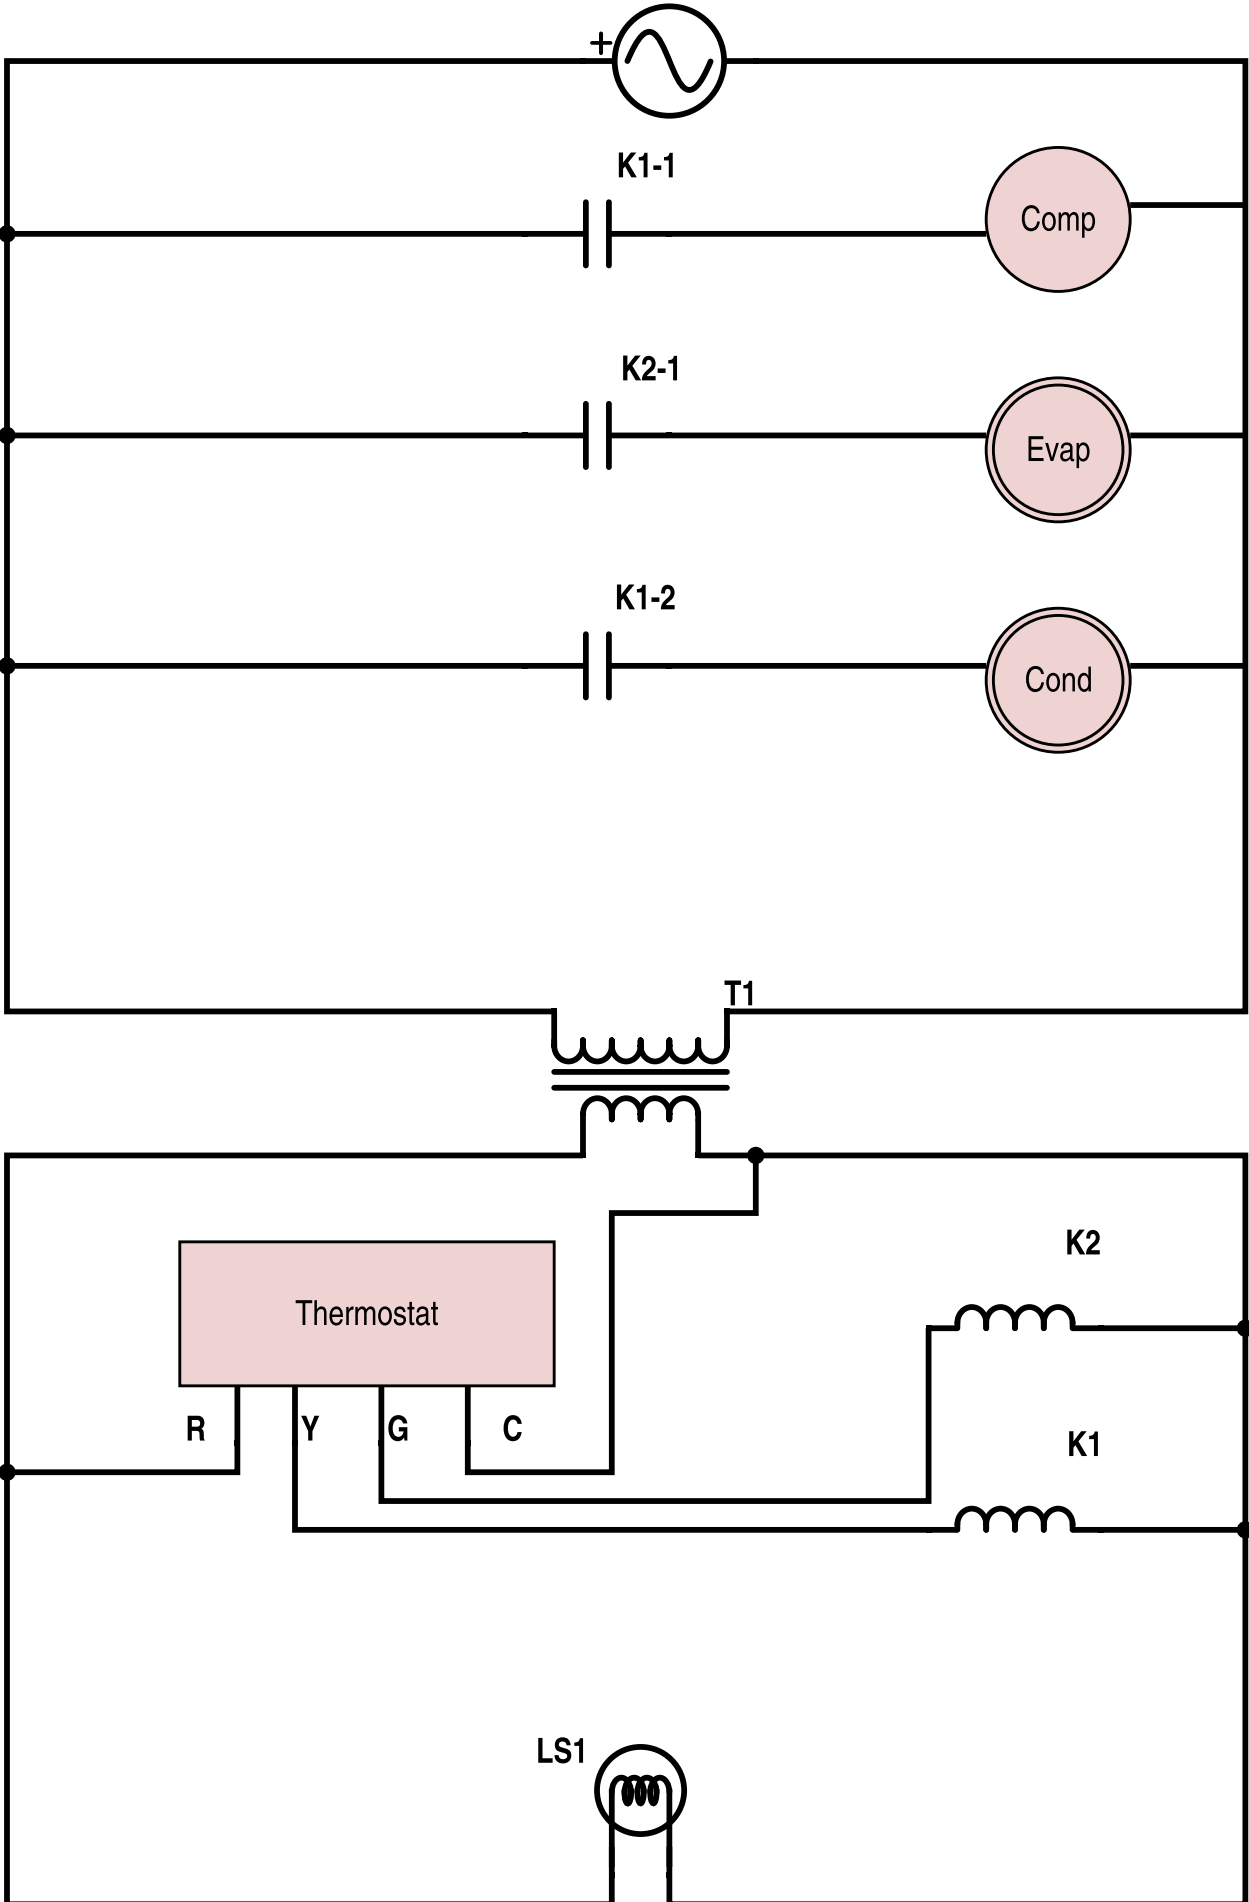 +
K1-1
Comp
K2-1
Evap
K1-2
Cond
T1
K2
Thermostat
R Y G C
K1
LS1